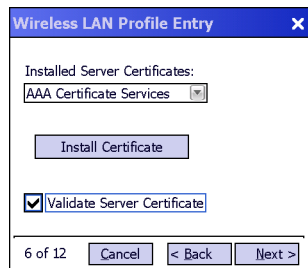 Wireless LAN Profile Entry
Installed Server Certificates:
AAA Certificate Services
Install Certificate
Validate Server Certificate
6 of 12 Cancel < Back Next >